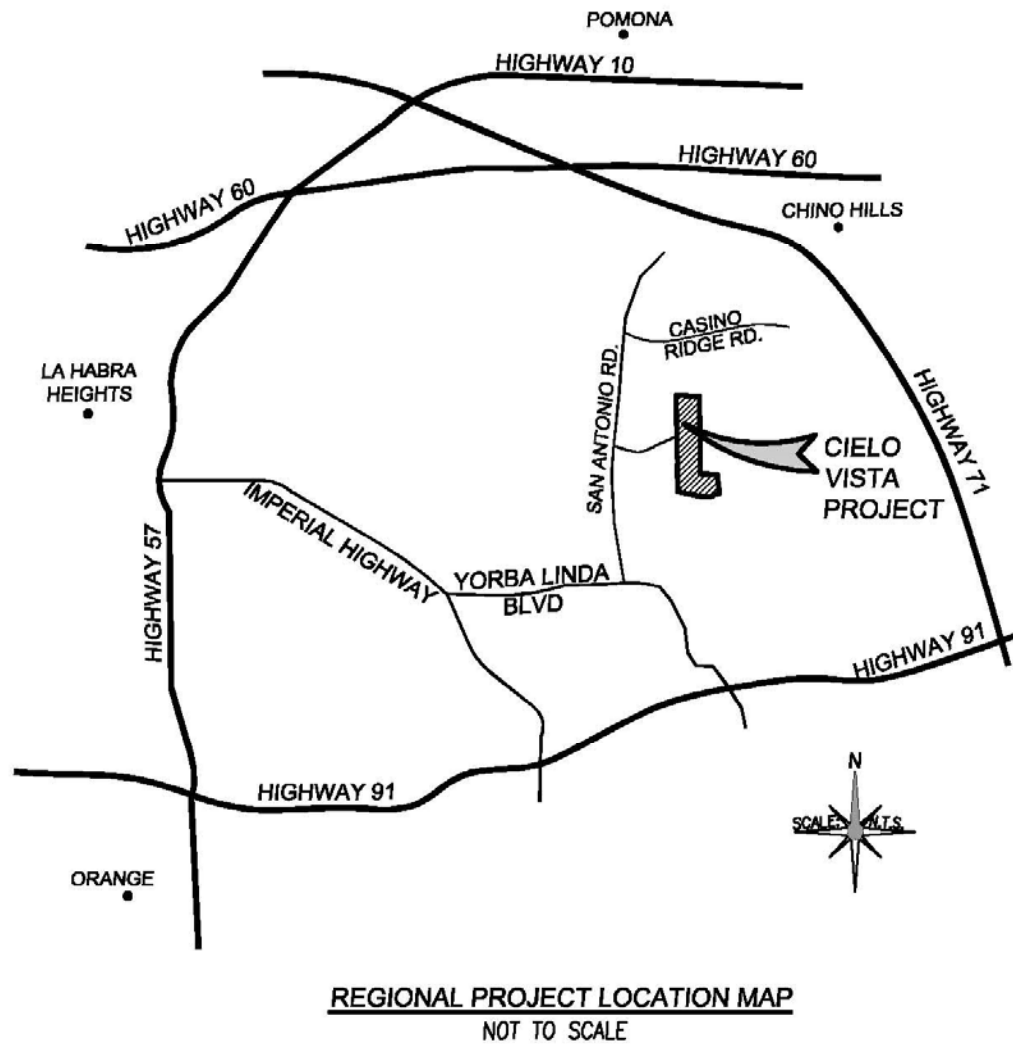 POMONA
HIGHWAY 10
HIGHWAY 60
HIGHWAY 60
CHINO HILLS
CASINO
RIDGE RD.
LA HABRA
HEIGHTS
SAN ANTONIO RD.
HIGHWAY 71
CIELO
VISTA
PROJECT
IMPERIAL HIGHWAY
YORBA LINDA
BLVD
HIGHWAY 57
HIGHWAY 91
HIGHWAY 91
N
SCALE: N.T.S.
ORANGE
REGIONAL PROJECT LOCATION MAP
NOT TO SCALE